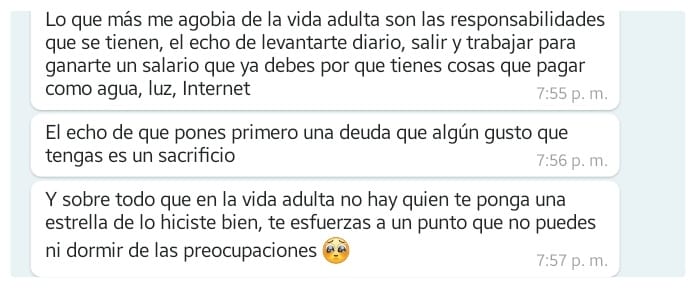 Lo que más me agobia de la vida adulta son las responsabilidades
que se tienen, el echo de levantarte diario, salir y trabajar para
ganarte un salario que ya debes por que tienes cosas que pagar
como agua, luz, Internet
7:55 p. m.
El echo de que pones primero una deuda que algún gusto que
tengas es un sacrificio
7:56 p. m.
Y sobre todo que en la vida adulta no hay quien te ponga una
estrella de lo hiciste bien, te esfuerzas a un punto que no puedes
ni dormir de las preocupaciones 🥹
7:57 p. m.